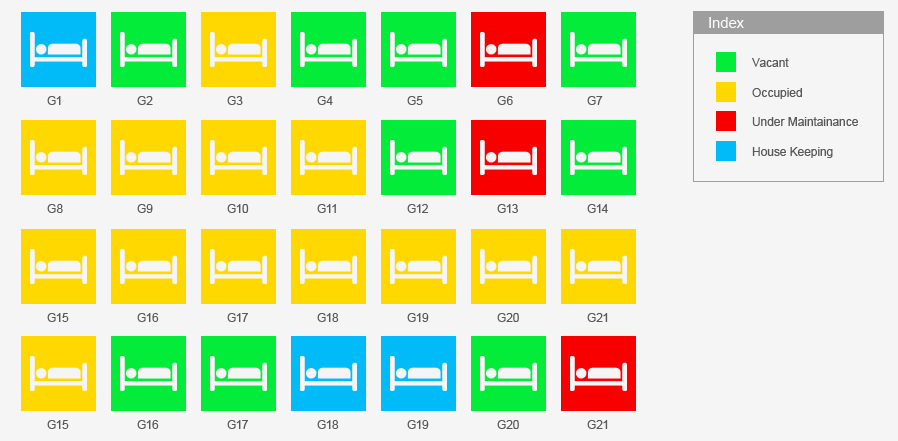 Index
G1 G2 G3 G4 G5 G6 G7
Vacant
Occupied
Under Maintainance
House Keeping
G8 G9 G10 G11 G12 G13 G14
G15 G16 G17 G18 G19 G20 G21
G15 G16 G17 G18 G19 G20 G21